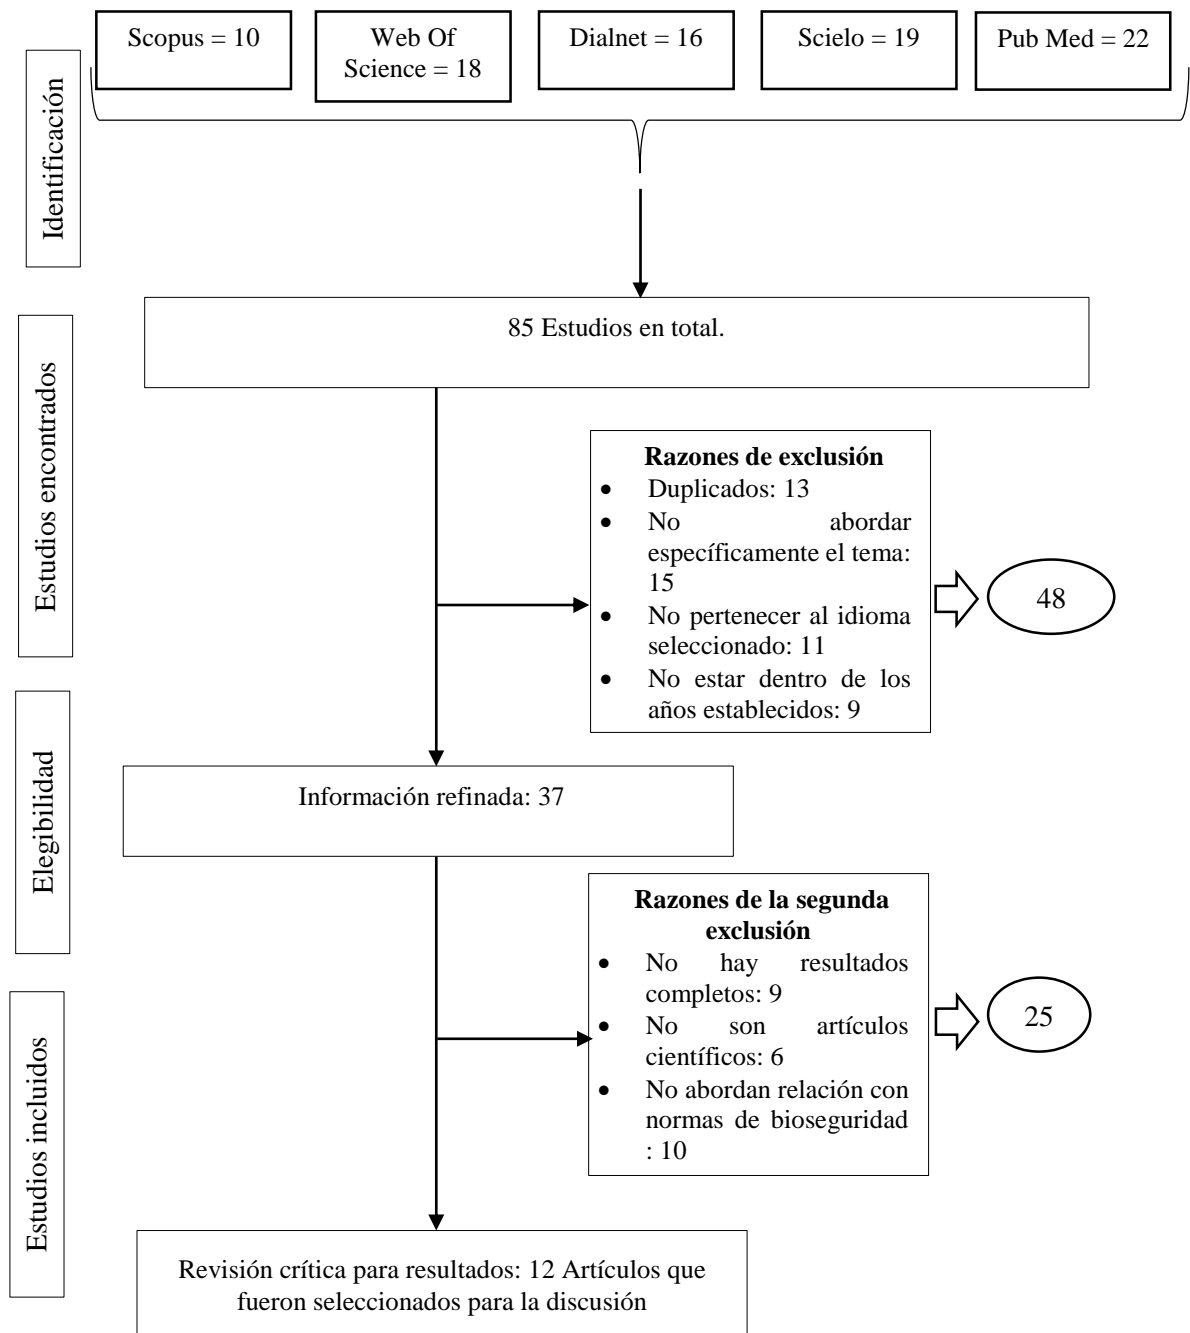 Scopus = 10
Web Of
Science = 18
Dialnet = 16
Scielo = 19
Pub Med = 22
Identificación
85 Estudios en total.
Estudios encontrados
Razones de exclusión
• Duplicados: 13
• No abordar
específicamente el tema:
15
• No pertenecer al idioma
seleccionado: 11
• No estar dentro de los
años establecidos: 9
48
Elegibilidad
Información refinada: 37
Razones de la segunda
exclusión
• No hay resultados
completos: 9
• No son artículos
científicos: 6
• No abordan relación con
normas de bioseguridad
: 10
25
Estudios incluidos
Revisión crítica para resultados: 12 Artículos que
fueron seleccionados para la discusión